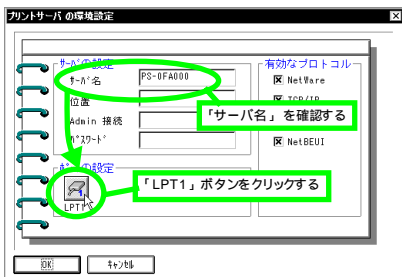 プリントサーバ の環境設定
サーバの設定
サーバ名 PS-0FA000
位置
Admin 接続
パスワード
有効なプロトコル
NetWare
TCP/IP
NetBEUI
「サーバ名」を確認する
ポートの設定
LPT1
「LPT1」ボタンをクリックする
OK
キャンセル